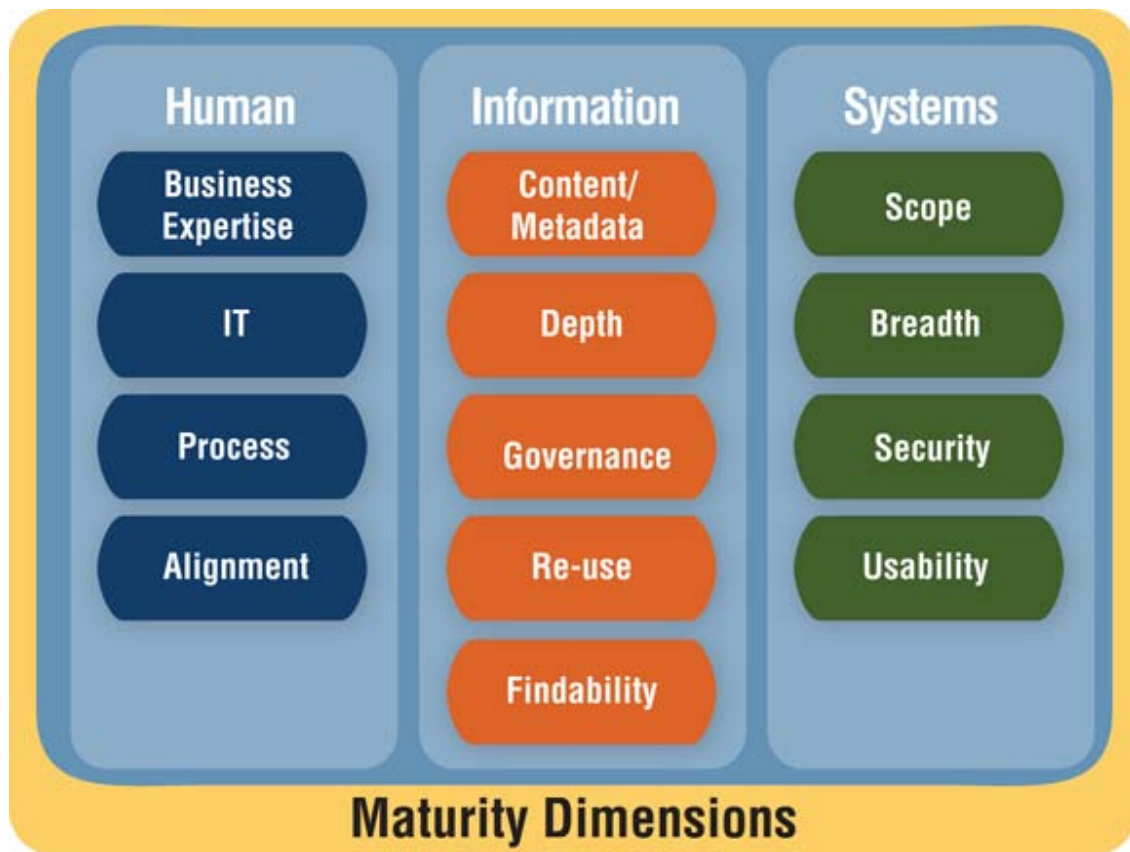 Human
Business
Expertise
IT
Process
Alignment
Information
Content/
Metadata
Depth
Governance
Re-use
Findability
Systems
Scope
Breadth
Security
Usability
Maturity Dimensions